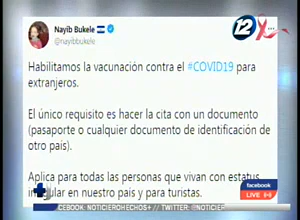 Nayib Bukele
@nayibbukele
12
Habilitamos la vacunación contra el #COVID19 para
extranjeros.
El único requisito es hacer la cita con un documento
(pasaporte o cualquier documento de identificación de
otro país).
Aplica para todas las personas que vivan con estatus
irregular en nuestro país y para turistas.
facebook
LIVE
CEBOOK: NOTICIEROHECHOS+ // TWITTER: @NOTICIER